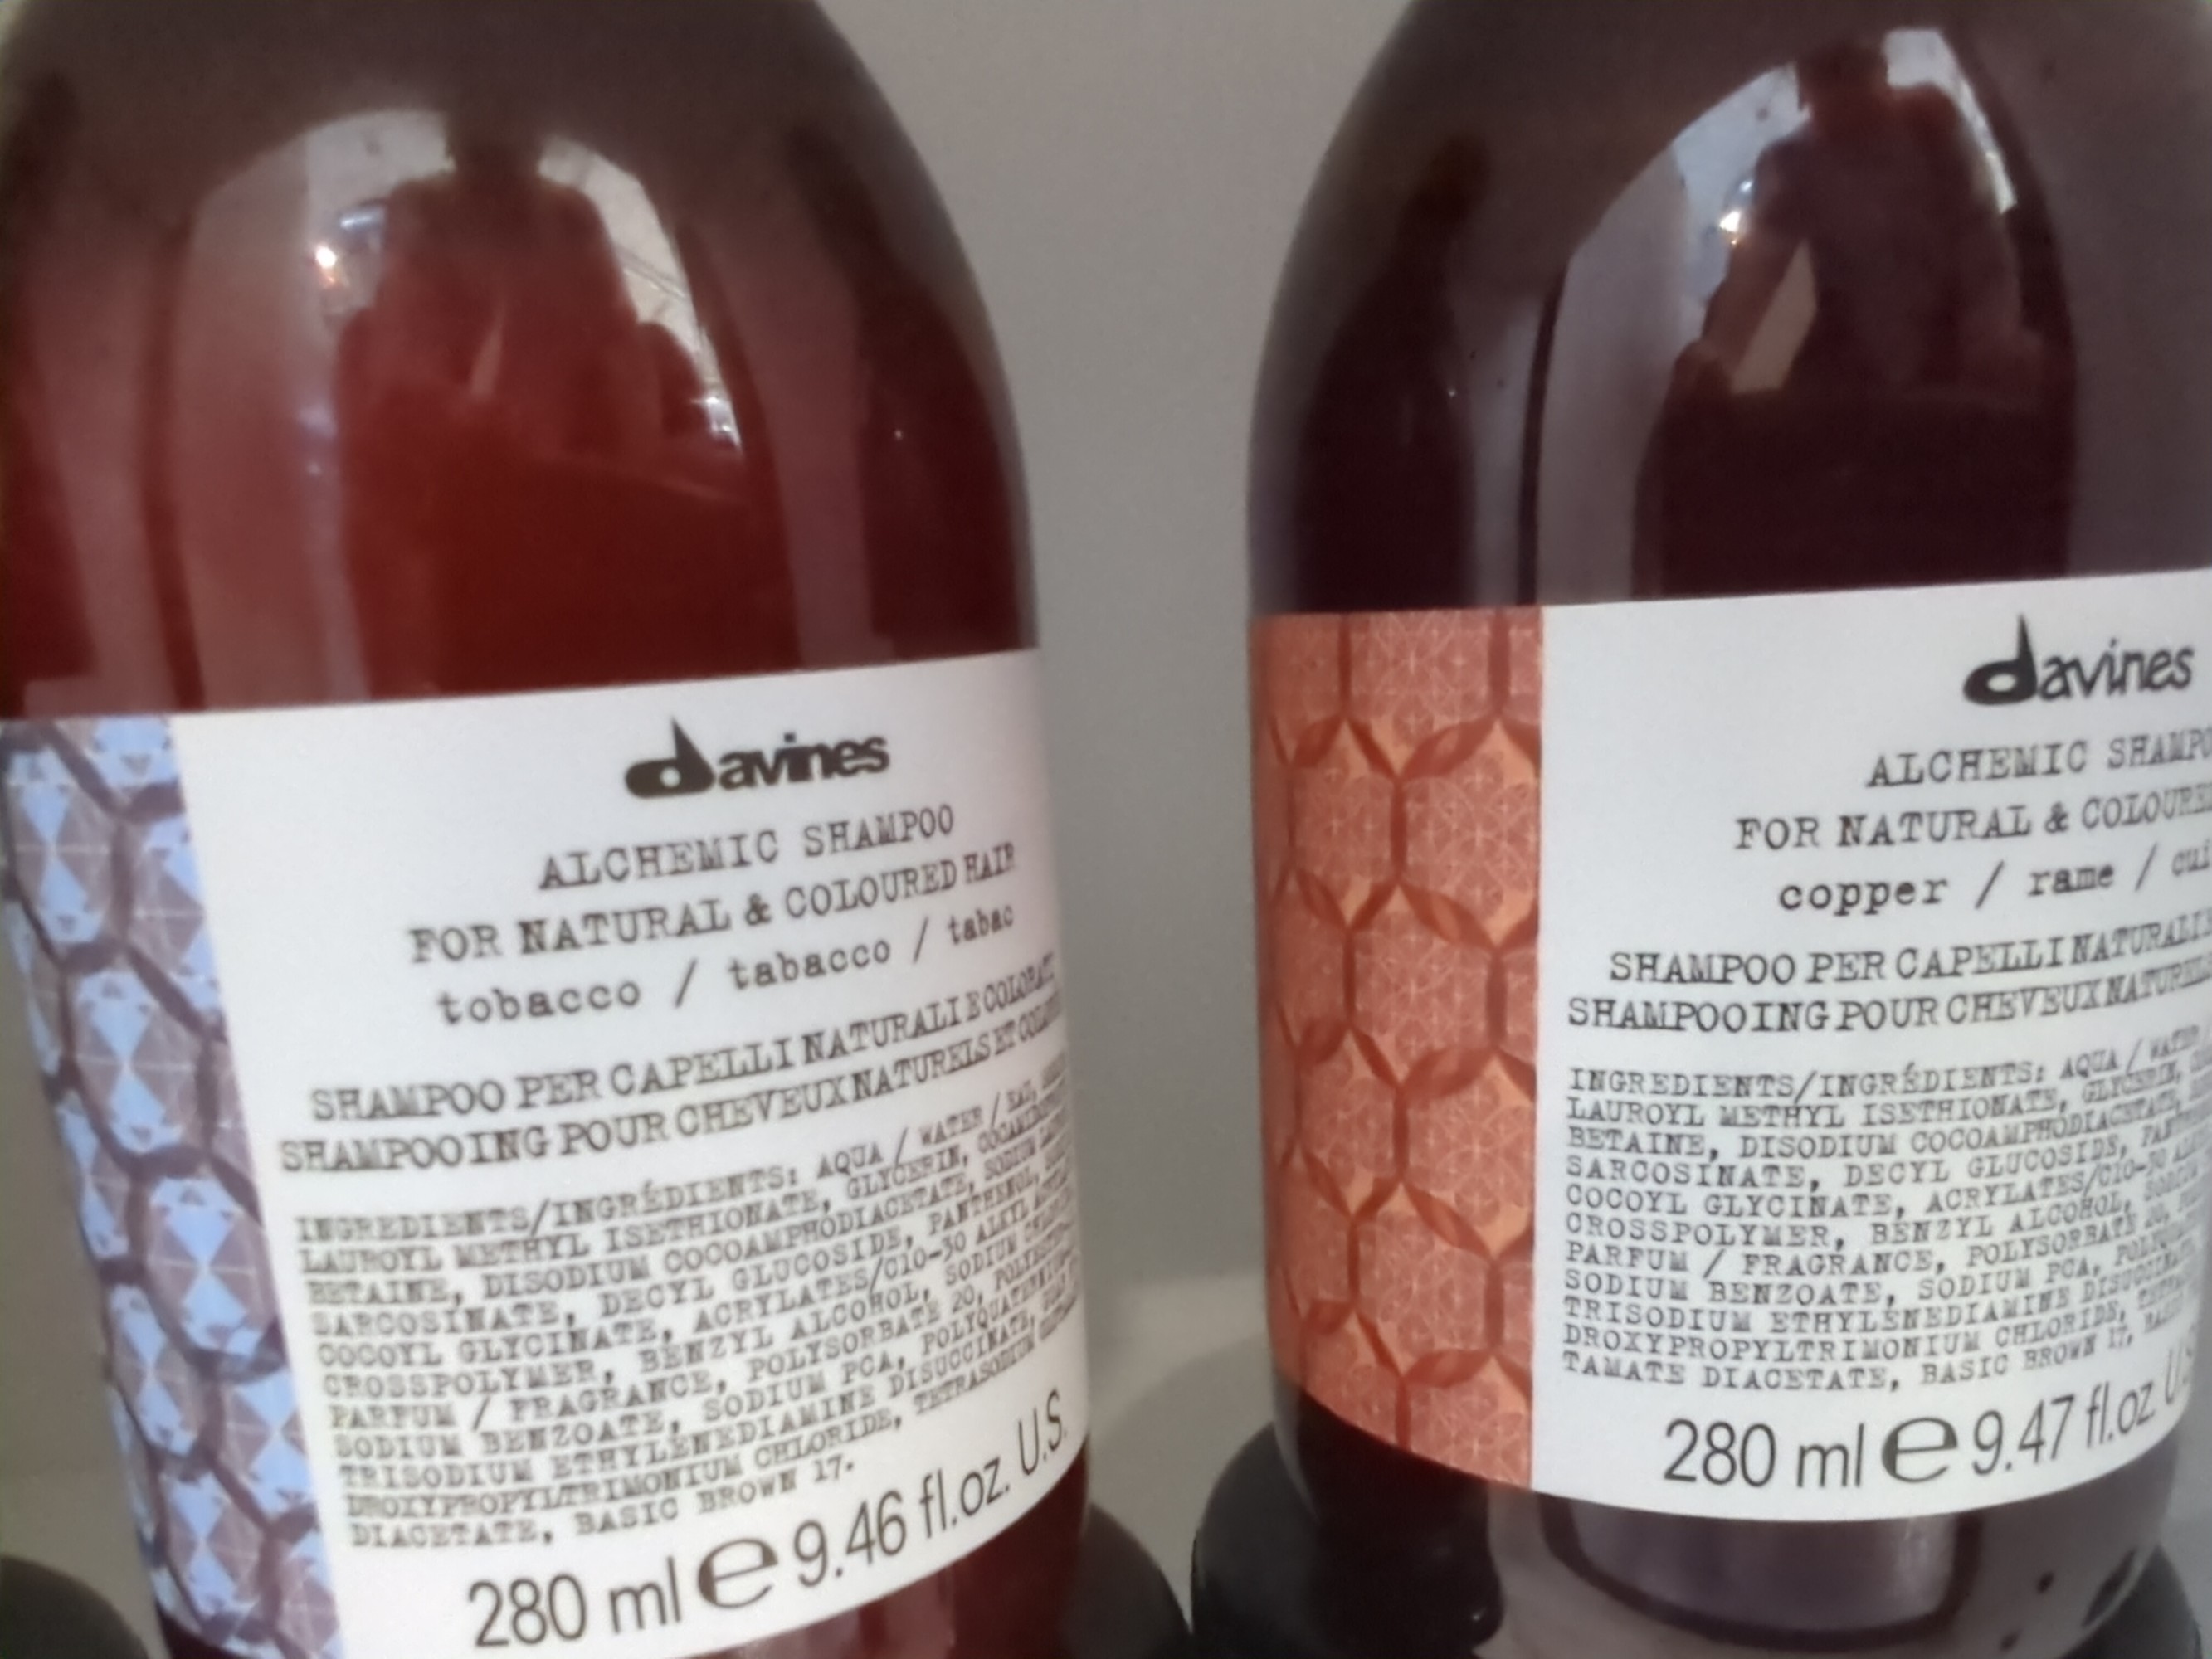 davines
ALCHEMIC SHAMPOO
FOR NATURAL & COLOURED HAIR
tobacco / tabacco / tabac
SHAMPOO PER CAPELLI NATURALI E COLORATI
SHAMPOOING POUR CHEVEUX NATURELS ET
INGREDIENTS/INGRÉDIENTS: AQUA / WATER / EAU,
LAUROYL METHYL ISETHIONATE, GLYCERIN,
BETAINE, DISODIUM COCOAMPHODIACETATE, SODIUM
SARCOSINATE, DECYL GLUCOSIDE, PANTHENOL,
COCOYL GLYCINATE, ACRYLATES/C10-30 ALKYL
CROSSPOLYMER, BENZYL ALCOHOL, SODIUM
PARFUM / FRAGRANCE, POLYSORBATE 20,
SODIUM BENZOATE, SODIUM PCA,
TRISODIUM ETHYLENEDIAMINE DISUCCINATE,
DROXYPROPYLTRIMONIUM CHLORIDE, TETRASODIUM
DIACETATE, BASIC BROWN 17.
280 ml e 9.46 fl.oz. U.S.
davines
ALCHEMIC SHAMPO
FOR NATURAL & COLOURE
copper / rame / cui
SHAMPOO PER CAPELLI NATURALI
SHAMPOOING POUR CHEVEUX NATURELS
INGREDIENTS/INGRÉDIENTS: AQUA / WATER
LAUROYL METHYL ISETHIONATE, GLYCERIN,
BETAINE, DISODIUM COCOAMPHODIACETATE,
SARCOSINATE, DECYL GLUCOSIDE,
COCOYL GLYCINATE, ACRYLATES/C10-30
CROSSPOLYMER, BENZYL ALCOHOL,
PARFUM / FRAGRANCE, POLYSORBATE 20,
SODIUM BENZOATE, SODIUM PCA,
TRISODIUM ETHYLENEDIAMINE
DROXYPROPYLTRIMONIUM CHLORIDE,
TAMATE DIACETATE, BASIC BROWN 17,
280 ml e 9.47 fl.oz